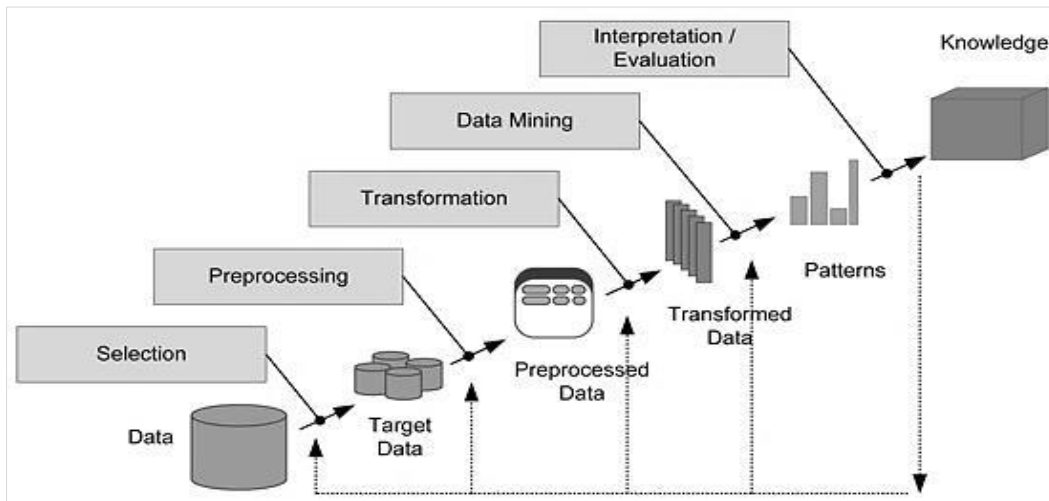 Interpretation /
Evaluation
Knowledge
Data Mining
Transformation
Patterns
Preprocessing
Transformed
Data
Selection
Preprocessed
Data
Target
Data
Data